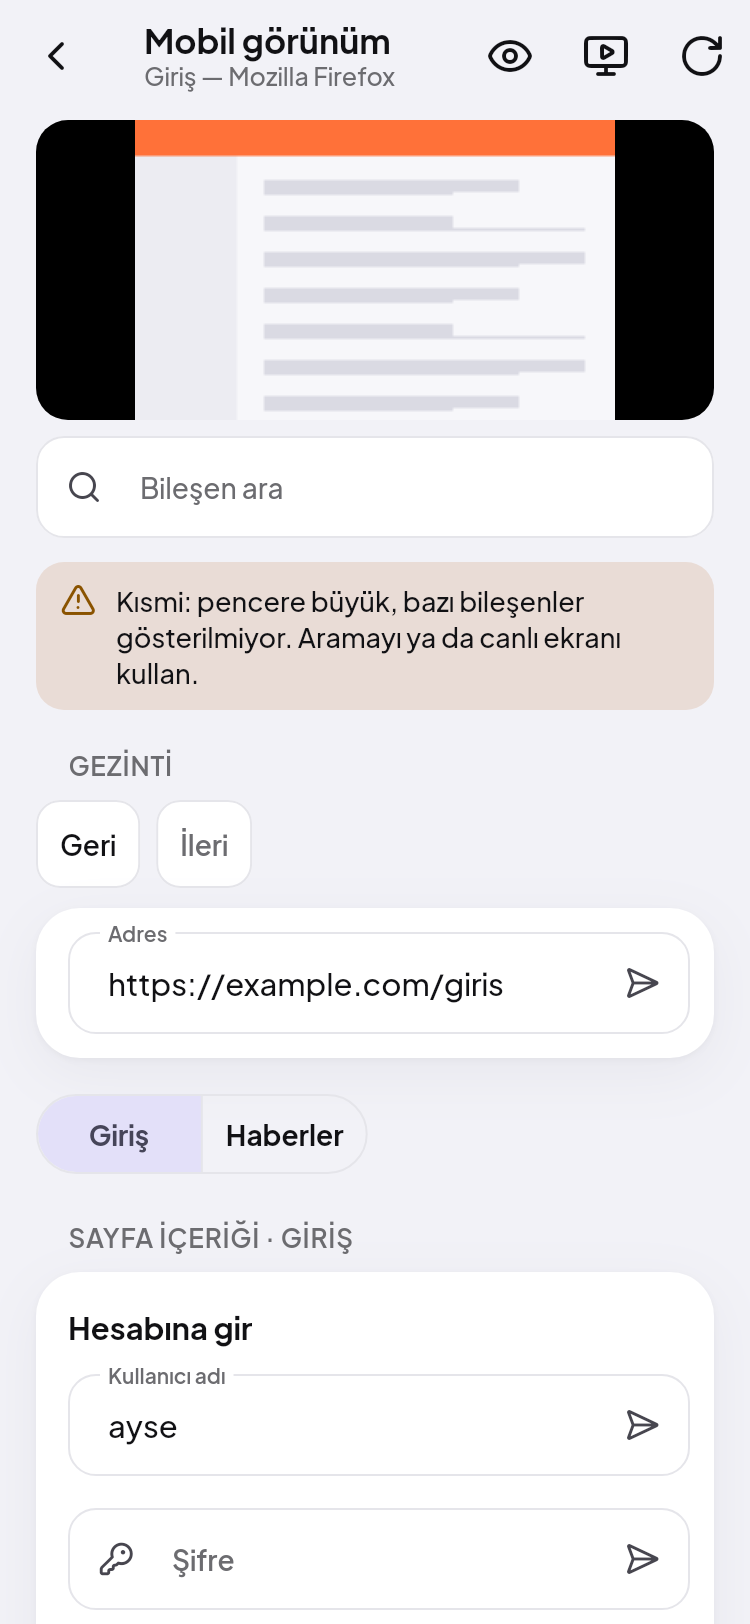 Mobil görünüm
Giriş — Mozilla Firefox
Bileşen ara
Kısmi: pencere büyük, bazı bileşenler
gösterilmiyor. Aramayı ya da canlı ekranı
kullan.
GEZİNTİ
Geri
İleri
Adres
https://example.com/giris
Giriş
Haberler
SAYFA İÇERİĞİ · GİRİŞ
Hesabına gir
Kullanıcı adı
ayse
Şifre